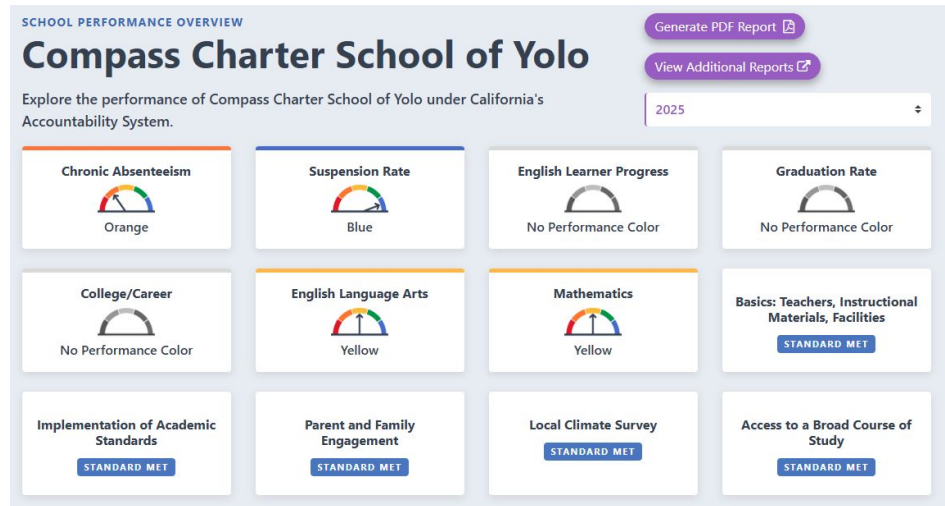 SCHOOL PERFORMANCE OVERVIEW
Compass Charter School of Yolo
Explore the performance of Compass Charter School of Yolo under California's
Accountability System.
Generate PDF Report
View Additional Reports
2025
Chronic Absenteeism
Orange
Suspension Rate
Blue
English Learner Progress
No Performance Color
Graduation Rate
No Performance Color
College/Career
No Performance Color
English Language Arts
Yellow
Mathematics
Yellow
Basics: Teachers, Instructional
Materials, Facilities
STANDARD MET
Implementation of Academic
Standards
STANDARD MET
Parent and Family
Engagement
STANDARD MET
Local Climate Survey
STANDARD MET
Access to a Broad Course of
Study
STANDARD MET